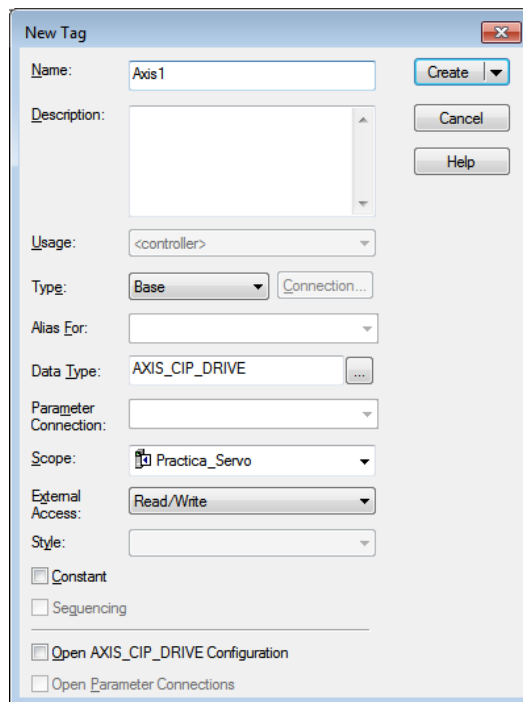 New Tag
Name:
Axis1
Create
Description:
Cancel
Help
Usage:
<controller>
Type:
Base
Connection...
Alias For:
Data Type:
AXIS_CIP_DRIVE
...
Parameter
Connection:
Scope:
Practica_Servo
External
Access:
Read/Write
Style:
Constant
Sequencing
Open AXIS_CIP_DRIVE Configuration
Open Parameter Connections